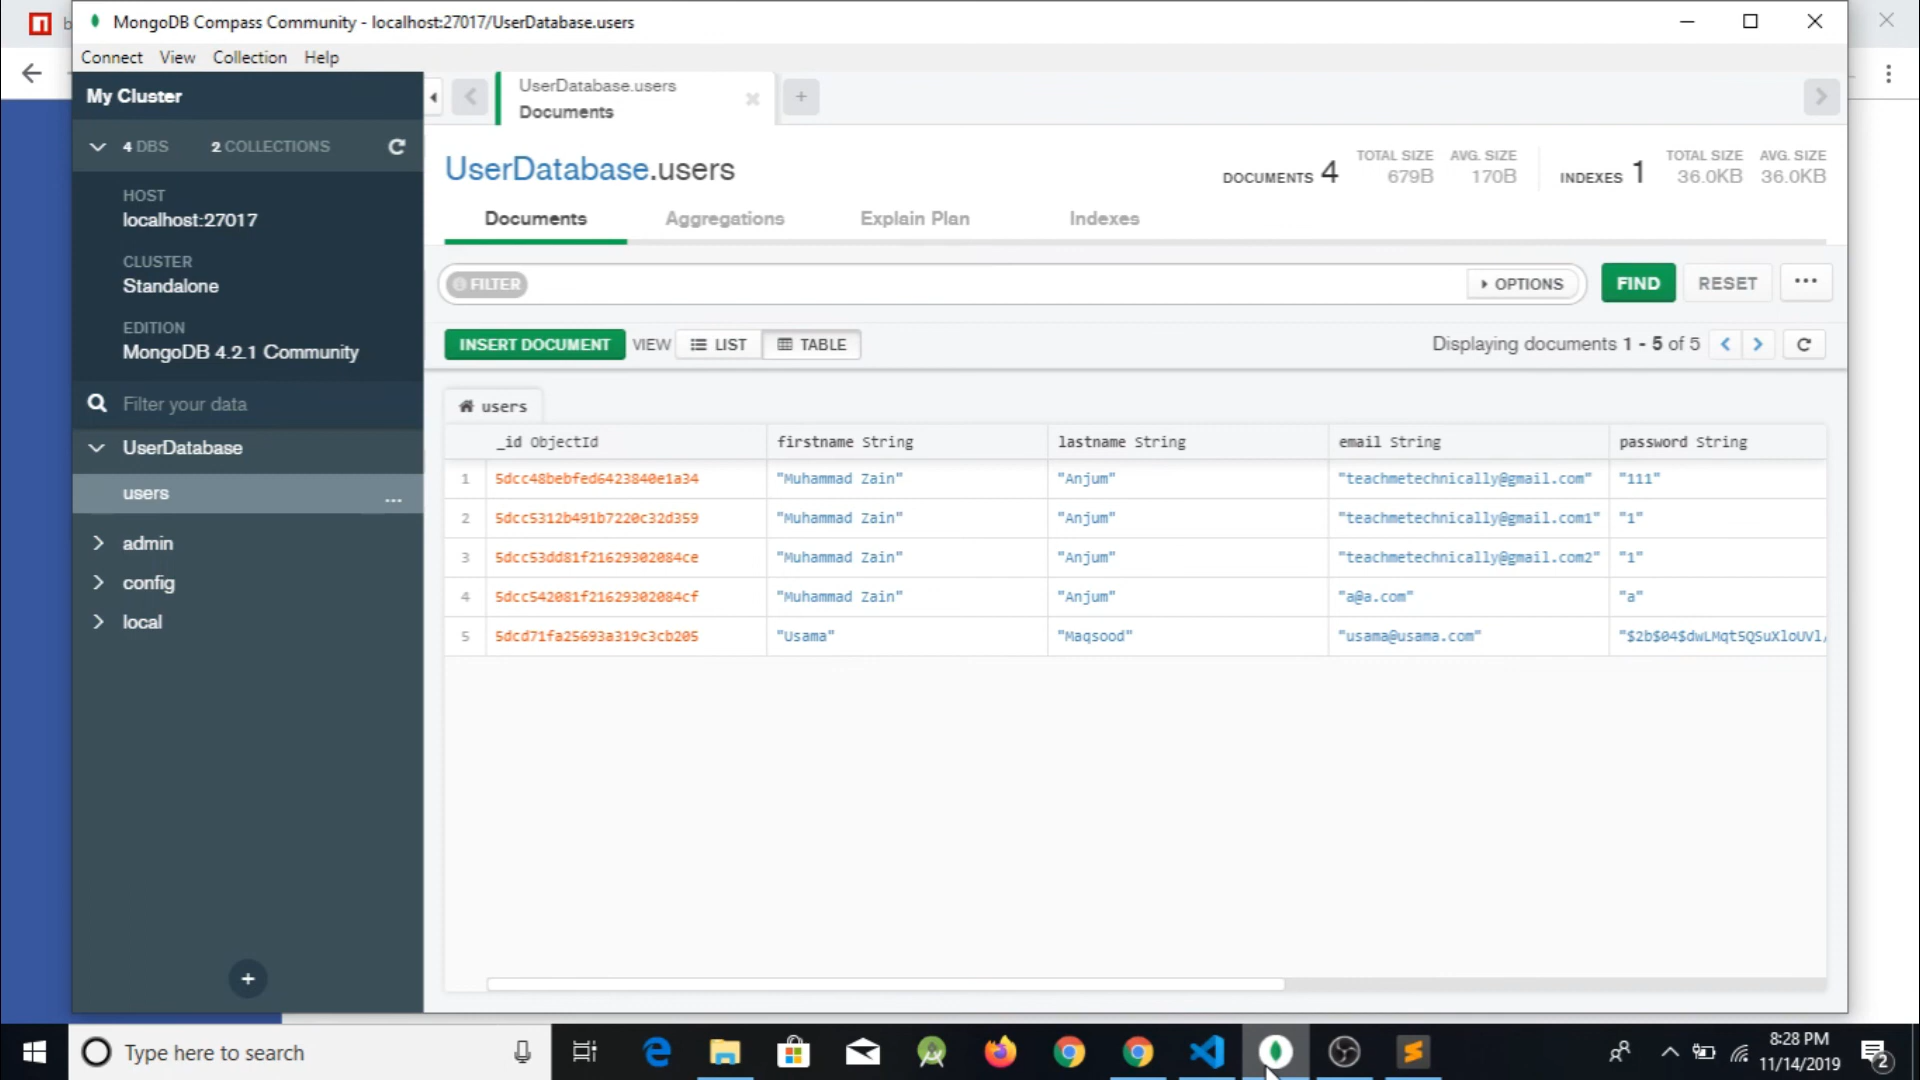 MongoDB Compass Community - localhost:27017/UserDatabase.users
Connect View Collection Help
My Cluster
4 DBS 2 COLLECTIONS
HOST
localhost:27017
CLUSTER
Standalone
EDITION
MongoDB 4.2.1 Community
Filter your data
UserDatabase
users ...
admin
config
local
UserDatabase.users
Documents
UserDatabase.users
DOCUMENTS 4 TOTAL SIZE 679B AVG. SIZE 170B INDEXES 1 TOTAL SIZE 36.0KB AVG. SIZE 36.0KB
Documents Aggregations Explain Plan Indexes
FILTER OPTIONS FIND RESET ...
INSERT DOCUMENT VIEW LIST TABLE Displaying documents 1 - 5 of 5
users
_id ObjectId firstname String lastname String email String password String
1 5dcc48bebfed6423840e1a34 "Muhammad Zain" "Anjum" "teachmetechnically@gmail.com" "111"
2 5dcc5312b491b7220c32d359 "Muhammad Zain" "Anjum" "teachmetechnically@gmail.com1" "1"
3 5dcc53dd81f21629302084ce "Muhammad Zain" "Anjum" "teachmetechnically@gmail.com2" "1"
4 5dcc542081f21629302084cf "Muhammad Zain" "Anjum" "a@a.com" "a"
5 5dcd71fa25693a319c3cb205 "Usama" "Maqsood" "usama@usama.com" "$2b$04$dwLMqt5QSuXloUVl/
Type here to search
8:28 PM
11/14/2019
2